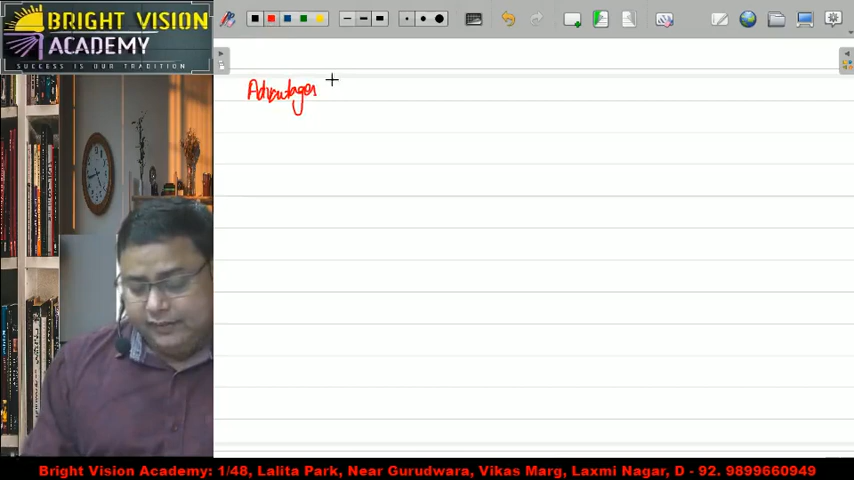 BRIGHT VISION
ACADEMY
SUCCESS IS OUR TRADITION
Advantages
Bright Vision Academy: 1/48, Lalita Park, Near Gurudwara, Vikas Marg, Laxmi Nagar, D - 92. 9899660949